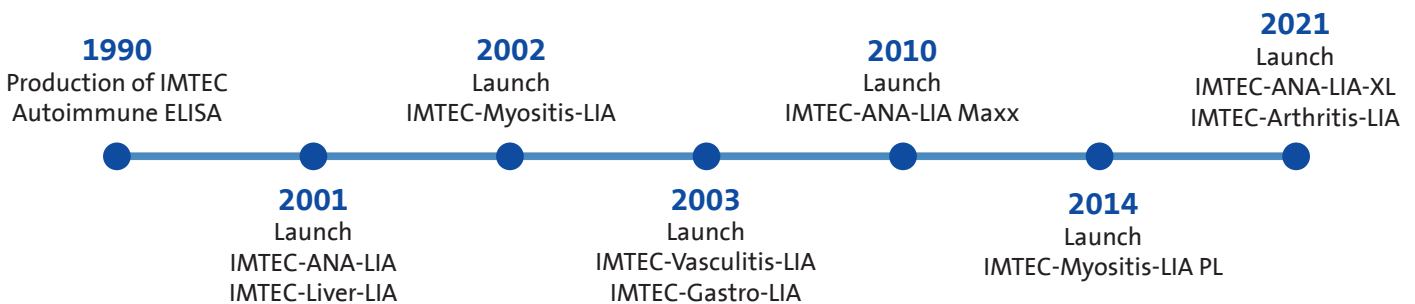 1990
Production of IMTEC
Autoimmune ELISA
2001
Launch
IMTEC-ANA-LIA
IMTEC-Liver-LIA
2002
Launch
IMTEC-Myositis-LIA
2003
Launch
IMTEC-Vasculitis-LIA
IMTEC-Gastro-LIA
2010
Launch
IMTEC-ANA-LIA Maxx
2014
Launch
IMTEC-Myositis-LIA PL
2021
Launch
IMTEC-ANA-LIA-XL
IMTEC-Arthritis-LIA